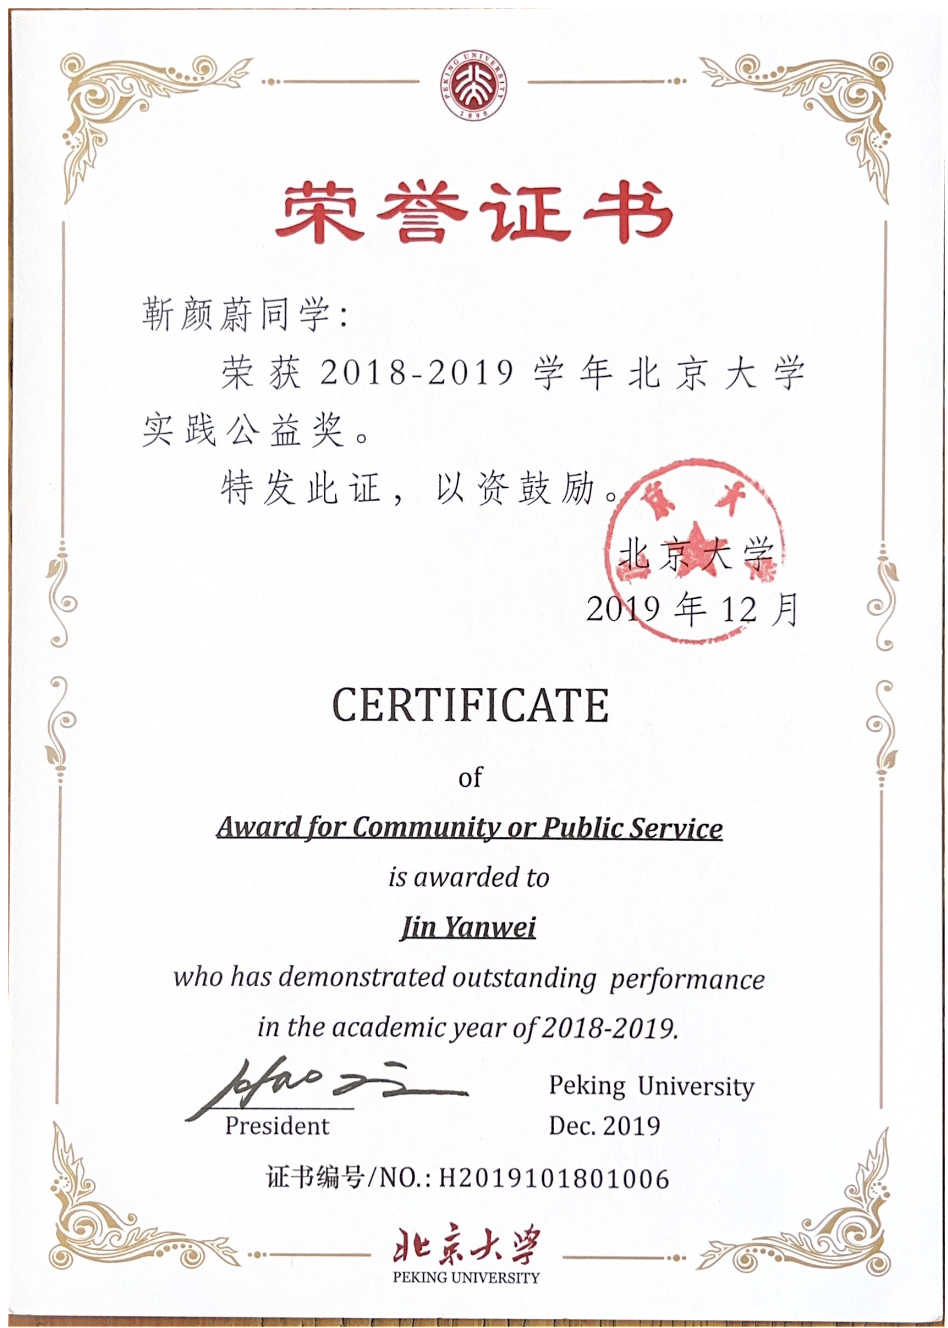 PEKING UNIVERSITY
1898
荣誉证书
靳颜蔚同学：
荣获 2018-2019 学年北京大学
实践公益奖。
特发此证，以资鼓励。
北京大学
2019 年 12 月
CERTIFICATE
of
Award for Community or Public Service
is awarded to
Jin Yanwei
who has demonstrated outstanding performance
in the academic year of 2018-2019.
President
Peking University
Dec. 2019
证书编号/NO.: H2019101801006
北京大学
PEKING UNIVERSITY